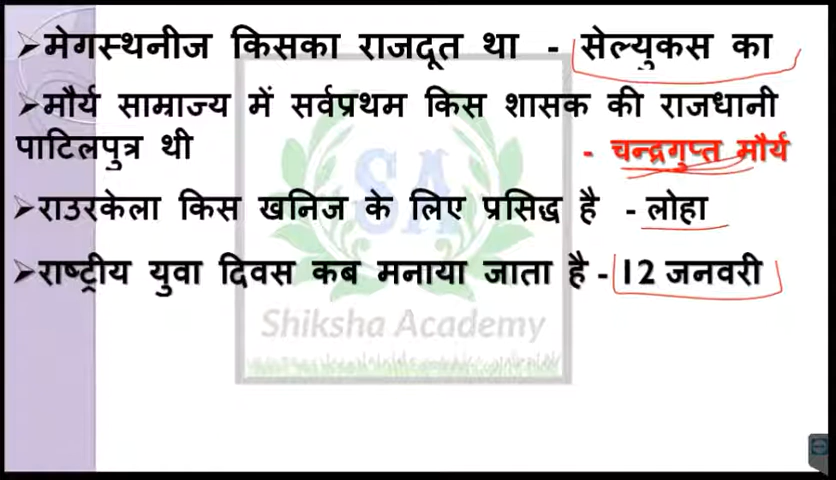 ➢मेगस्थनीज किसका राजदूत था - सेल्युकस का
➢मौर्य साम्राज्य में सर्वप्रथम किस शासक की राजधानी
पाटिलपुत्र थी - चन्द्रगुप्त मौर्य
➢राउरकेला किस खनिज के लिए प्रसिद्ध है - लोहा
➢राष्ट्रीय युवा दिवस कब मनाया जाता है - 12 जनवरी
SA
Shiksha Academy